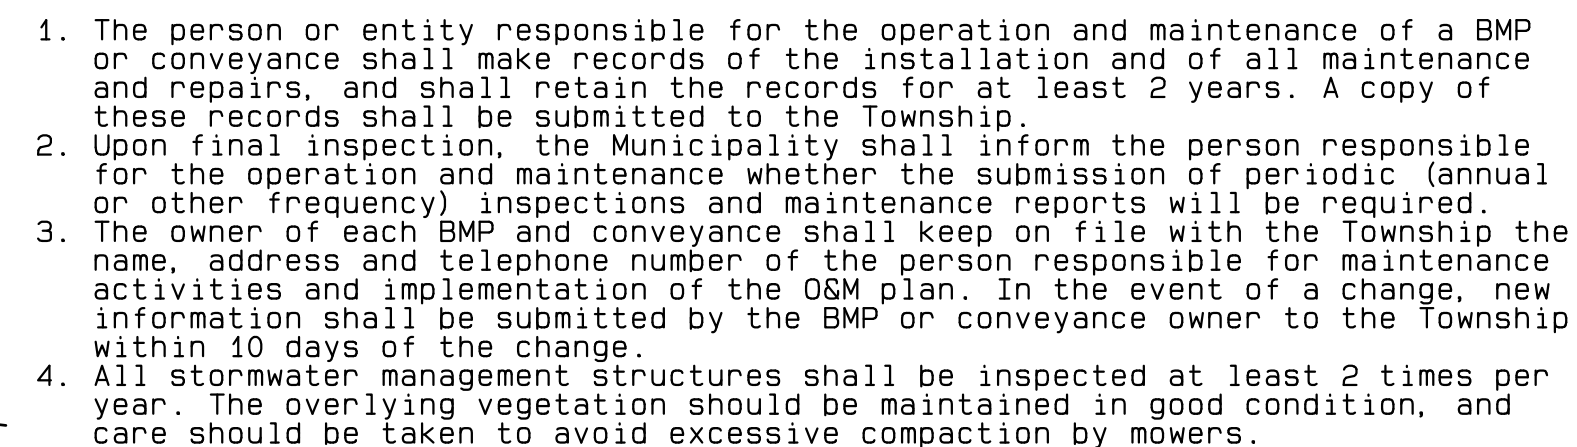 1. The person or entity responsible for the operation and maintenance of a BMP
or conveyance shall make records of the installation and of all maintenance
and repairs, and shall retain the records for at least 2 years. A copy of
these records shall be submitted to the Township.
2. Upon final inspection, the Municipality shall inform the person responsible
for the operation and maintenance whether the submission of periodic (annual
or other frequency) inspections and maintenance reports will be required.
3. The owner of each BMP and conveyance shall keep on file with the Township the
name, address and telephone number of the person responsible for maintenance
activities and implementation of the O&M plan. In the event of a change, new
information shall be submitted by the BMP or conveyance owner to the Township
within 10 days of the change.
4. All stormwater management structures shall be inspected at least 2 times per
year. The overlying vegetation should be maintained in good condition, and
care should be taken to avoid excessive compaction by mowers.